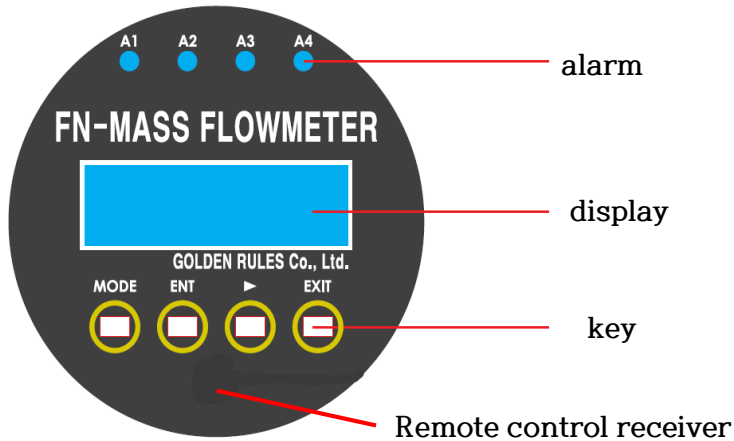 A1 A2 A3 A4
alarm
FN-MASS FLOWMETER
display
GOLDEN RULES Co., Ltd.
MODE ENT ► EXIT
key
Remote control receiver